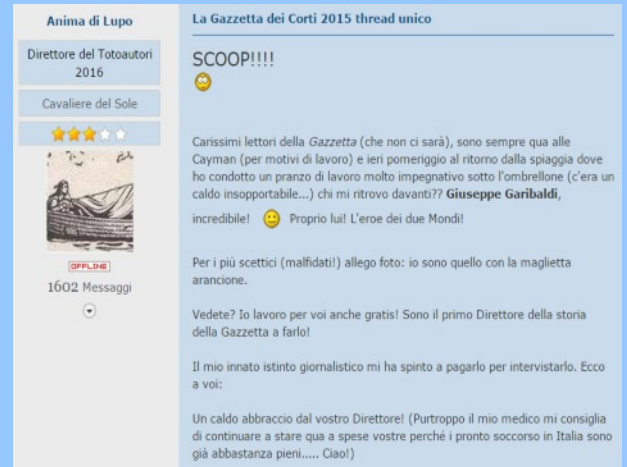 Anima di Lupo
Direttore del Totoautori
2016
Cavaliere del Sole
OFFLINE
1602 Messaggi
La Gazzetta dei Corti 2015 thread unico
SCOOP!!!!
Carissimi lettori della Gazzetta (che non ci sarà), sono sempre qua alle
Cayman (per motivi di lavoro) e ieri pomeriggio al ritorno dalla spiaggia dove
ho condotto un pranzo di lavoro molto impegnativo sotto l'ombrellone (c'era un
caldo insopportabile...) chi mi ritrovo davanti?? Giuseppe Garibaldi,
incredibile! Proprio lui! L'eroe dei due Mondi!
Per i più scettici (malfidati!) allego foto: io sono quello con la maglietta
arancione.
Vedete? Io lavoro per voi anche gratis! Sono il primo Direttore della storia
della Gazzetta a farlo!
Il mio innato istinto giornalistico mi ha spinto a pagarlo per intervistarlo. Ecco
a voi:
Un caldo abbraccio dal vostro Direttore! (Purtroppo il mio medico mi consiglia
di continuare a stare qua a spese vostre perché i pronto soccorso in Italia sono
già abbastanza pieni..... Ciao!)